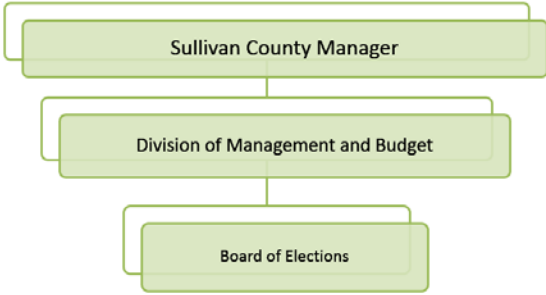 Sullivan County Manager
Division of Management and Budget
Board of Elections